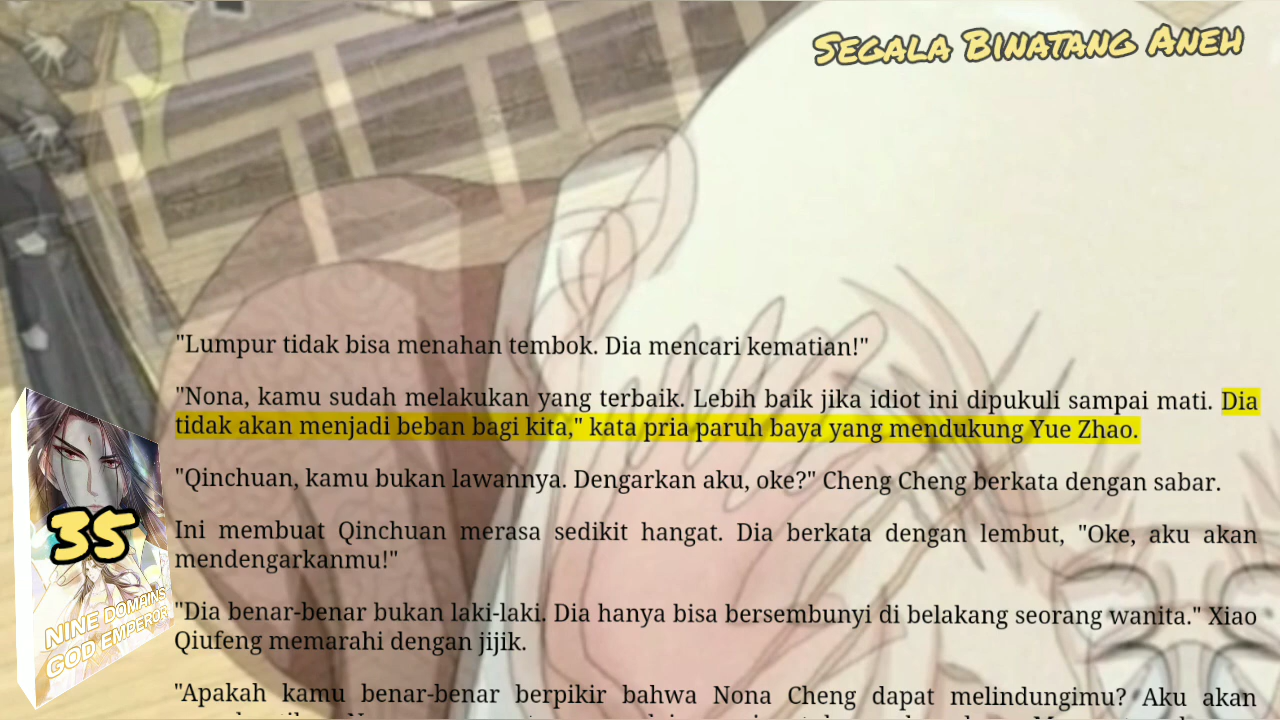 Segala Binatang Aneh
"Lumpur tidak bisa menahan tembok. Dia mencari kematian!"
"Nona, kamu sudah melakukan yang terbaik. Lebih baik jika idiot ini dipukuli sampai mati. Dia
tidak akan menjadi beban bagi kita," kata pria paruh baya yang mendukung Yue Zhao.
"Qinchuan, kamu bukan lawannya. Dengarkan aku, oke?" Cheng Cheng berkata dengan sabar.
Ini membuat Qinchuan merasa sedikit hangat. Dia berkata dengan lembut, "Oke, aku akan
mendengarkanmu!"
"Dia benar-benar bukan laki-laki. Dia hanya bisa bersembunyi di belakang seorang wanita." Xiao
Qiufeng memarahi dengan jijik.
"Apakah kamu benar-benar berpikir bahwa Nona Cheng dapat melindungimu? Aku akan
35
NINE DOMAINS
GOD EMPEROR